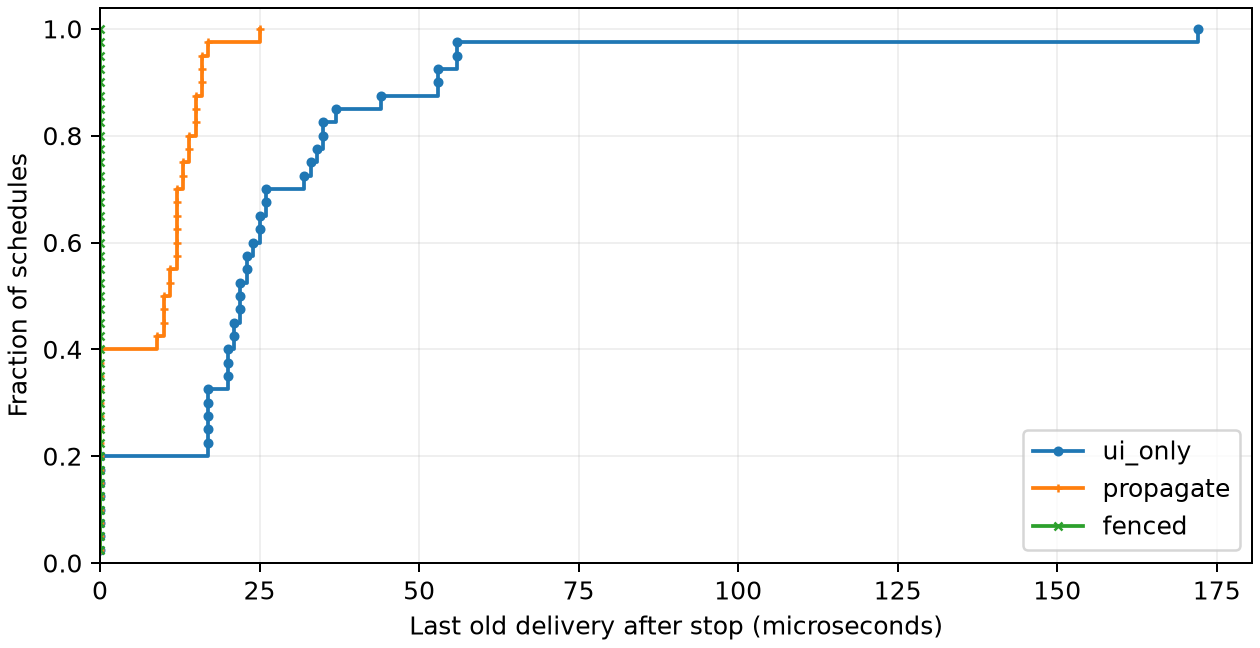 Fraction of schedules
1.0
0.8
0.6
0.4
0.2
0.0
0 25 50 75 100 125 150 175
Last old delivery after stop (microseconds)
ui_only
propagate
fenced